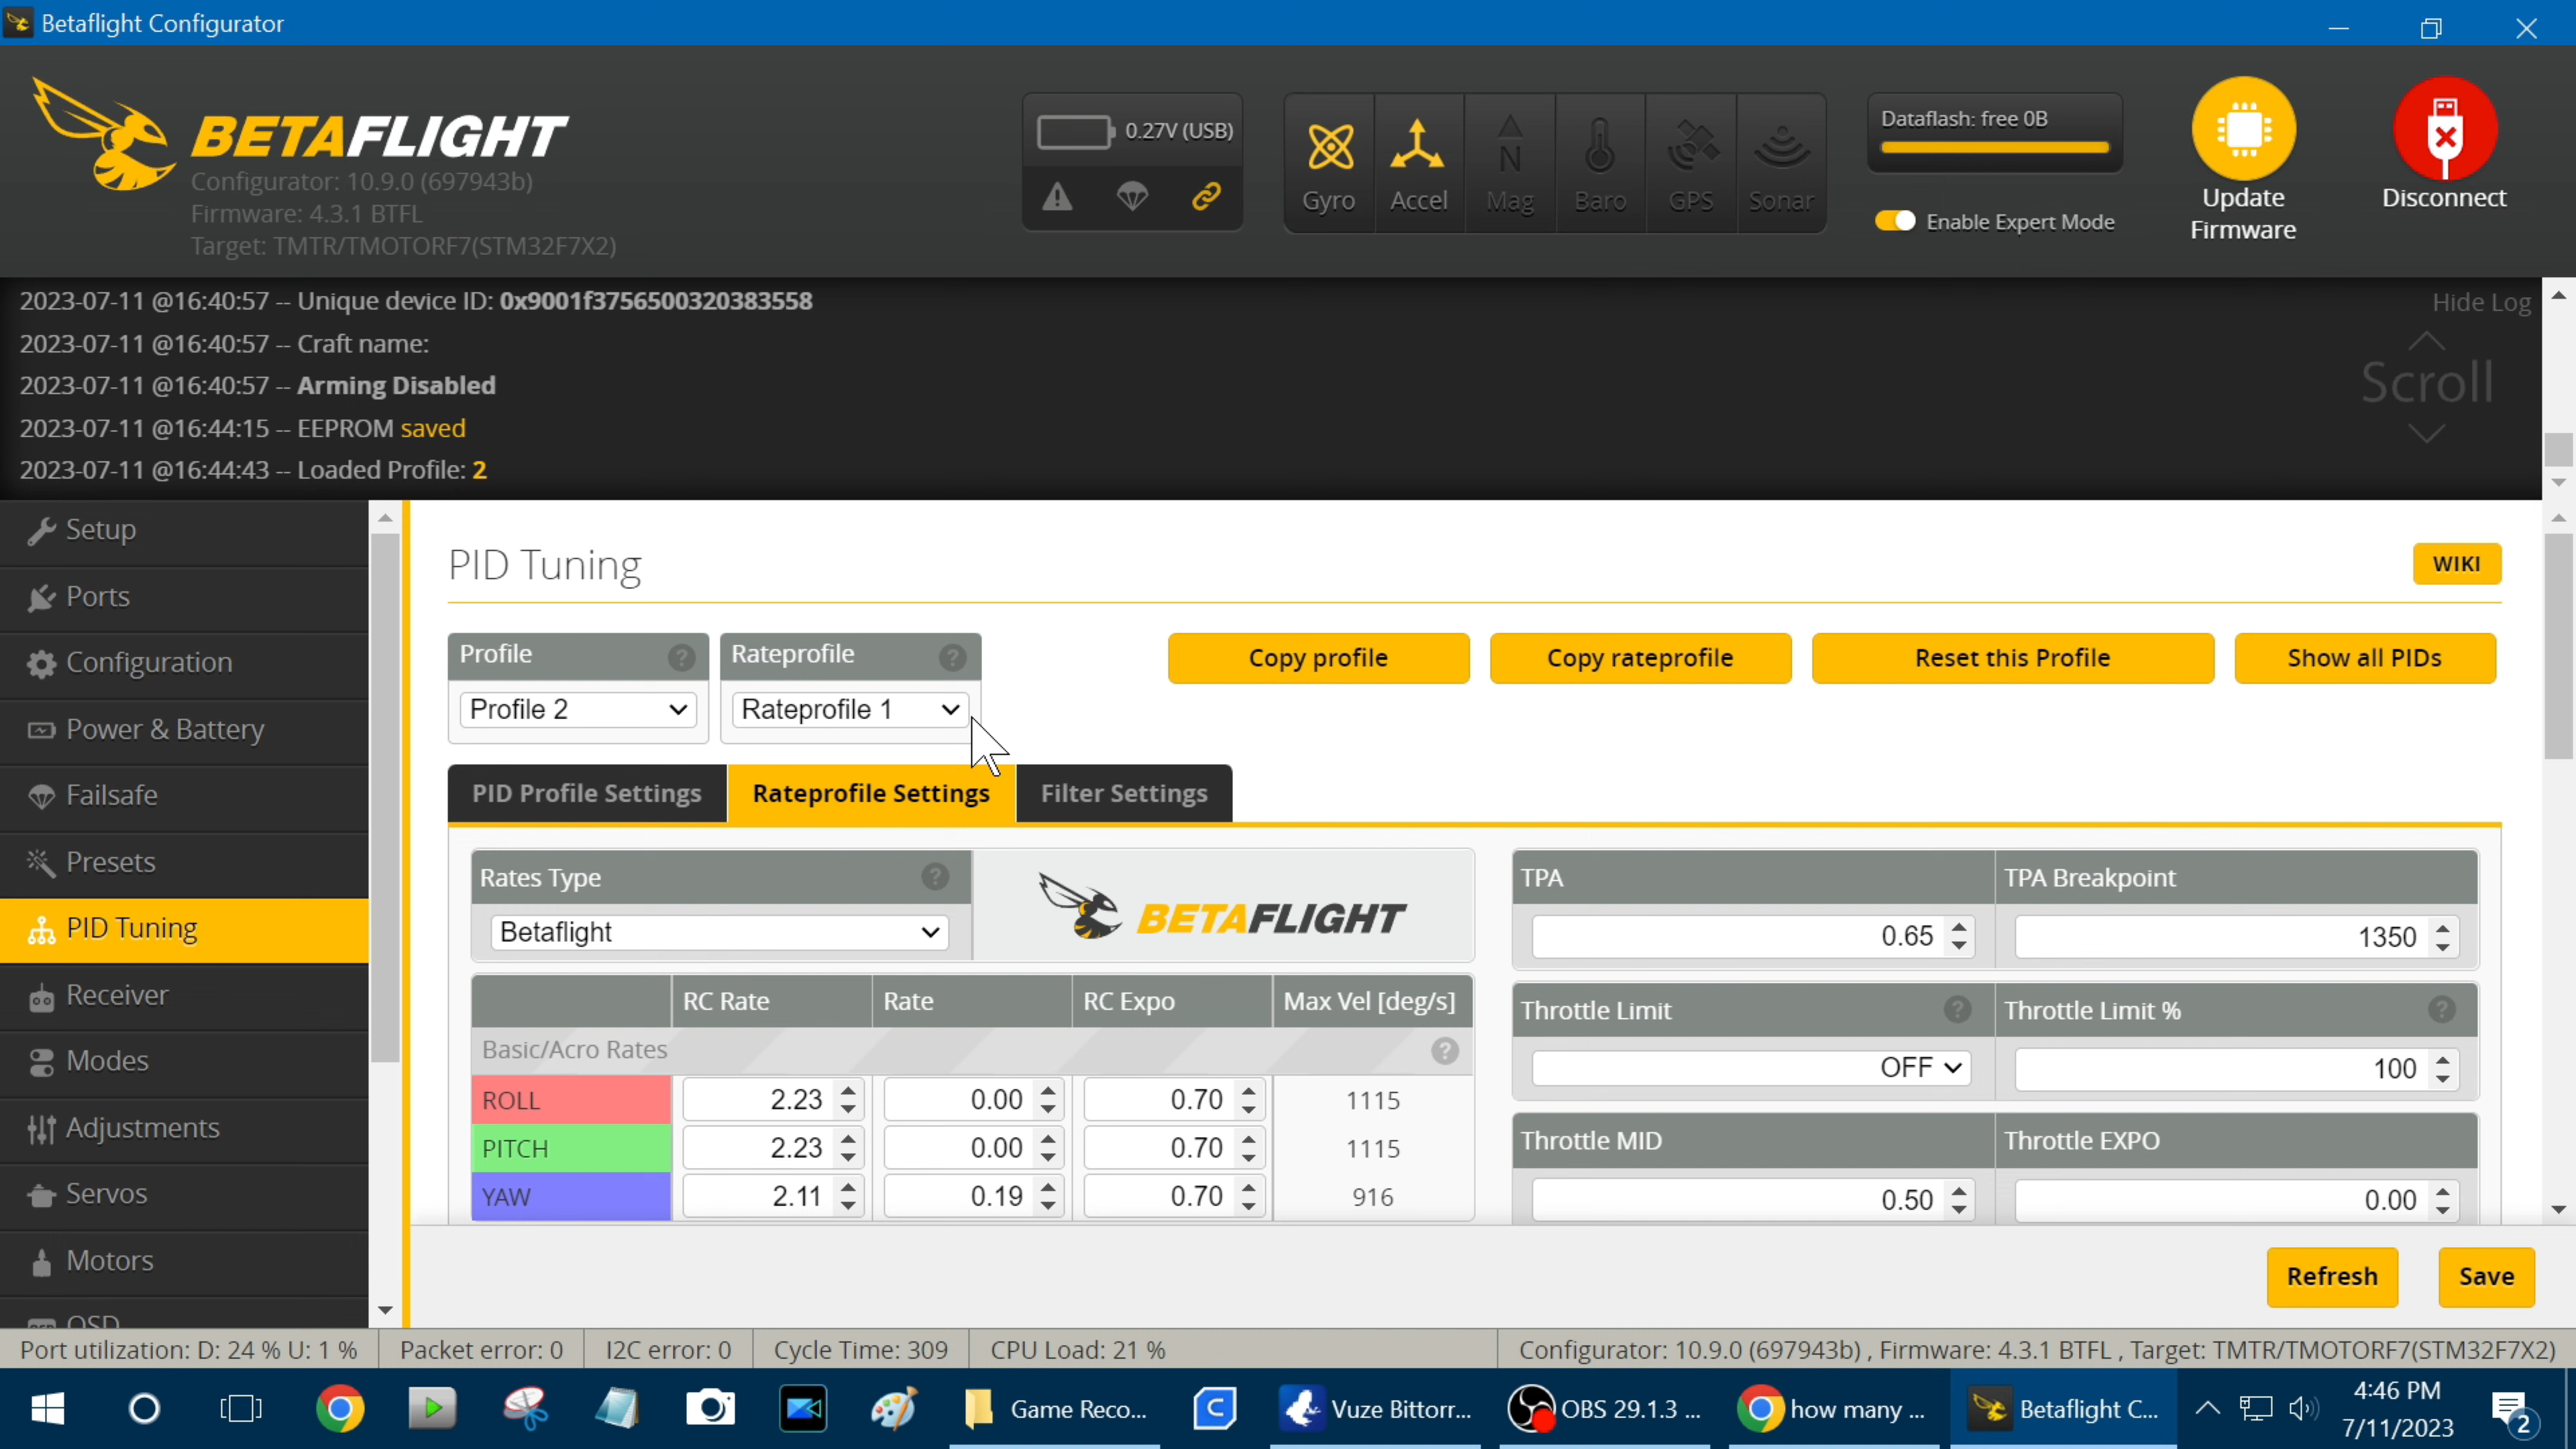 Betaflight Configurator
BETAFLIGHT
Configurator: 10.9.0 (697943b)
Firmware: 4.3.1 BTFL
Target: TMTR/TMOTORF7(STM32F7X2)
0.27V (USB)
Gyro
Accel
N
Mag
Baro
GPS
Sonar
Dataflash: free 0B
Enable Expert Mode
Update
Firmware
Disconnect
2023-07-11 @16:40:57 -- Unique device ID: 0x9001f3756500320383558
2023-07-11 @16:40:57 -- Craft name:
2023-07-11 @16:40:57 -- Arming Disabled
2023-07-11 @16:44:15 -- EEPROM saved
2023-07-11 @16:44:43 -- Loaded Profile: 2
Hide Log
Scroll
Setup
Ports
Configuration
Power & Battery
Failsafe
Presets
PID Tuning
Receiver
Modes
Adjustments
Servos
Motors
OSD
PID Tuning
WIKI
Profile ?
Profile 2
Rateprofile ?
Rateprofile 1
Copy profile
Copy rateprofile
Reset this Profile
Show all PIDs
PID Profile Settings
Rateprofile Settings
Filter Settings
Rates Type ?
Betaflight
BETAFLIGHT
RC Rate Rate RC Expo Max Vel [deg/s]
Basic/Acro Rates ?
ROLL 2.23 0.00 0.70 1115
PITCH 2.23 0.00 0.70 1115
YAW 2.11 0.19 0.70 916
TPA TPA Breakpoint
0.65 1350
Throttle Limit ? Throttle Limit % ?
OFF 100
Throttle MID Throttle EXPO
0.50 0.00
Refresh
Save
Port utilization: D: 24 % U: 1 %
Packet error: 0
I2C error: 0
Cycle Time: 309
CPU Load: 21 %
Configurator: 10.9.0 (697943b) , Firmware: 4.3.1 BTFL , Target: TMTR/TMOTORF7(STM32F7X2)
Game Reco...
C
Vuze Bittorr...
OBS 29.1.3 ...
how many ...
Betaflight C...
4:46 PM
7/11/2023
2